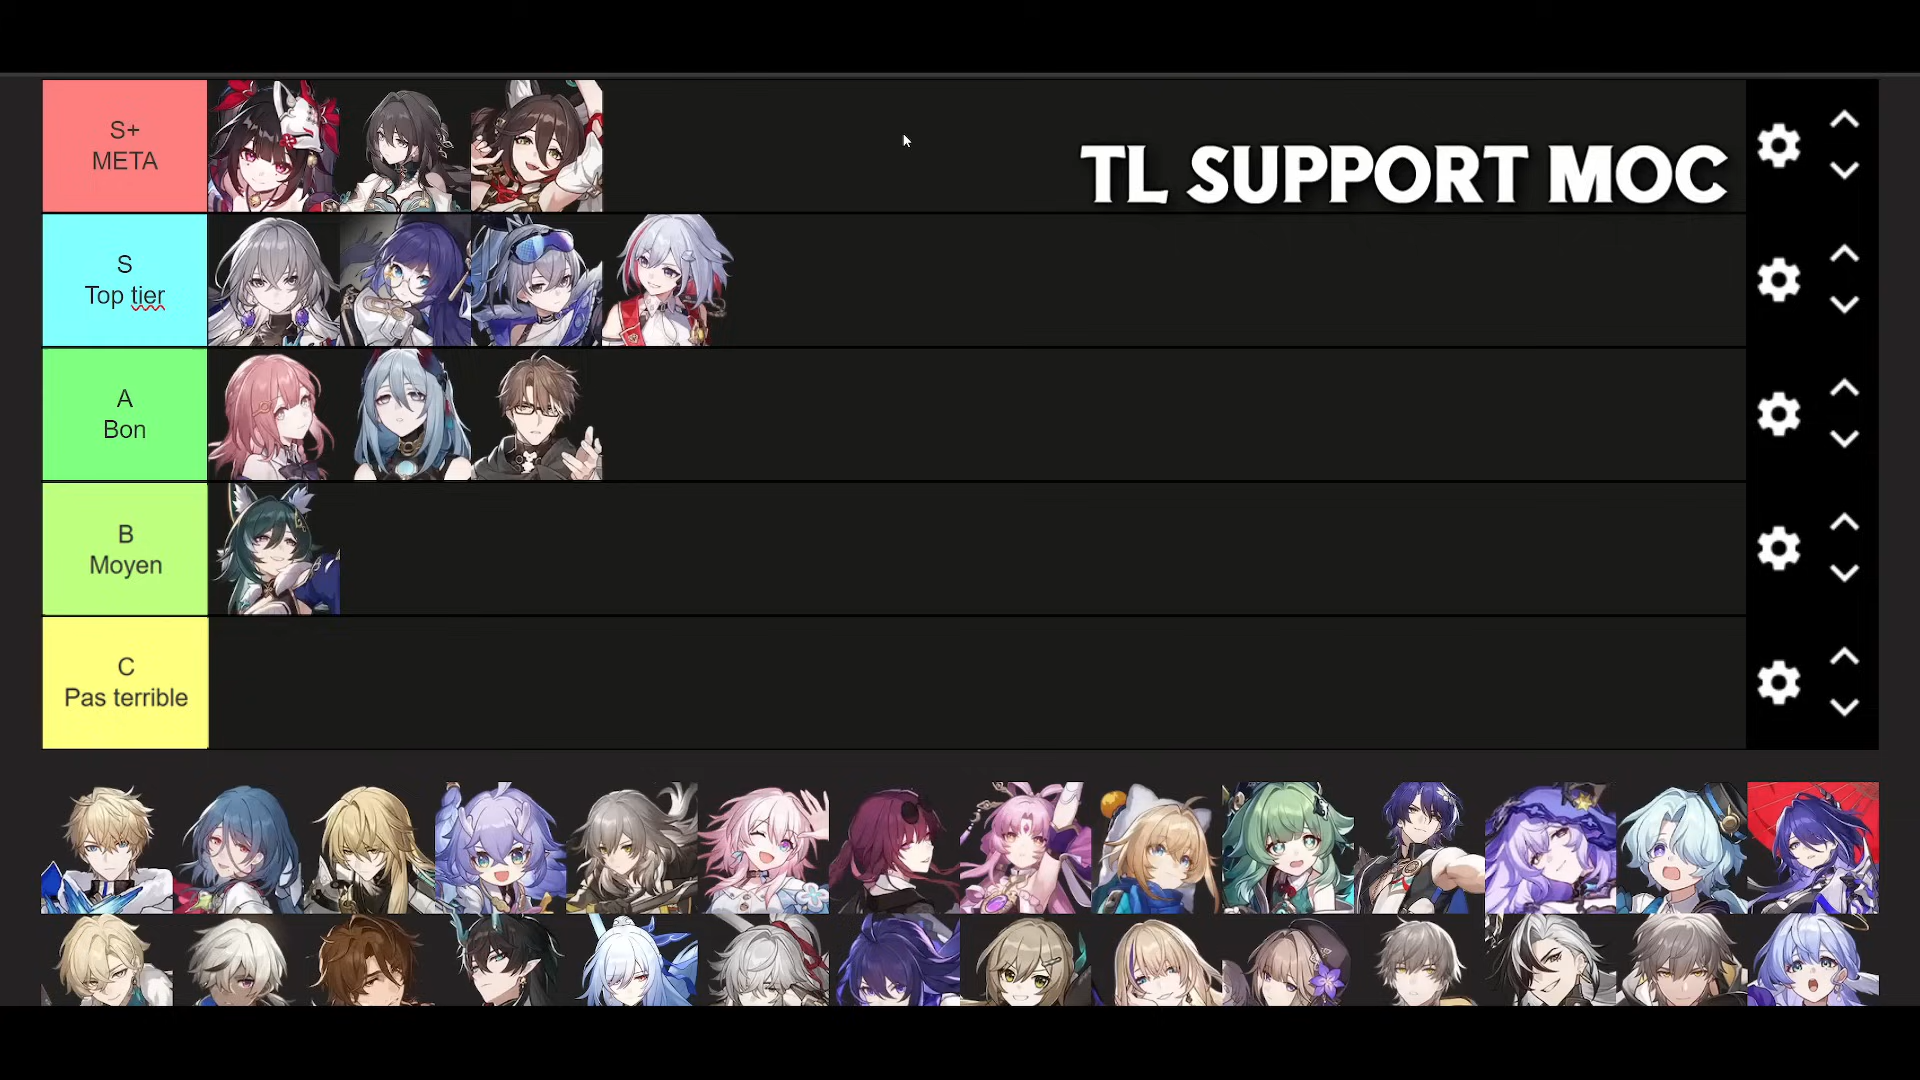 S+
META
TL SUPPORT MOC
S
Top tier
A
Bon
B
Moyen
C
Pas terrible